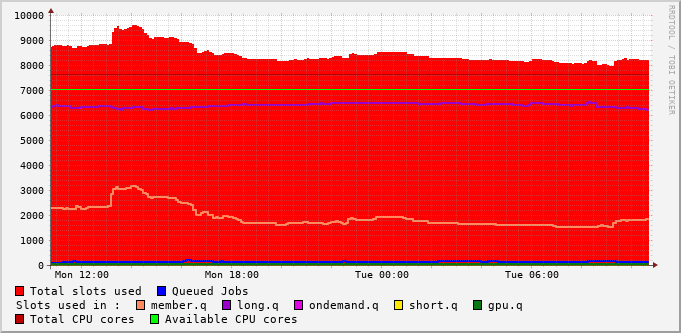 10000
9000
8000
7000
6000
5000
4000
3000
2000
1000
0
Mon 12:00 Mon 18:00 Tue 00:00 Tue 06:00
RRDTOOL / TOBI OETIKER
Total slots used Queued Jobs
Slots used in : member.q long.q ondemand.q short.q gpu.q
Total CPU cores Available CPU cores